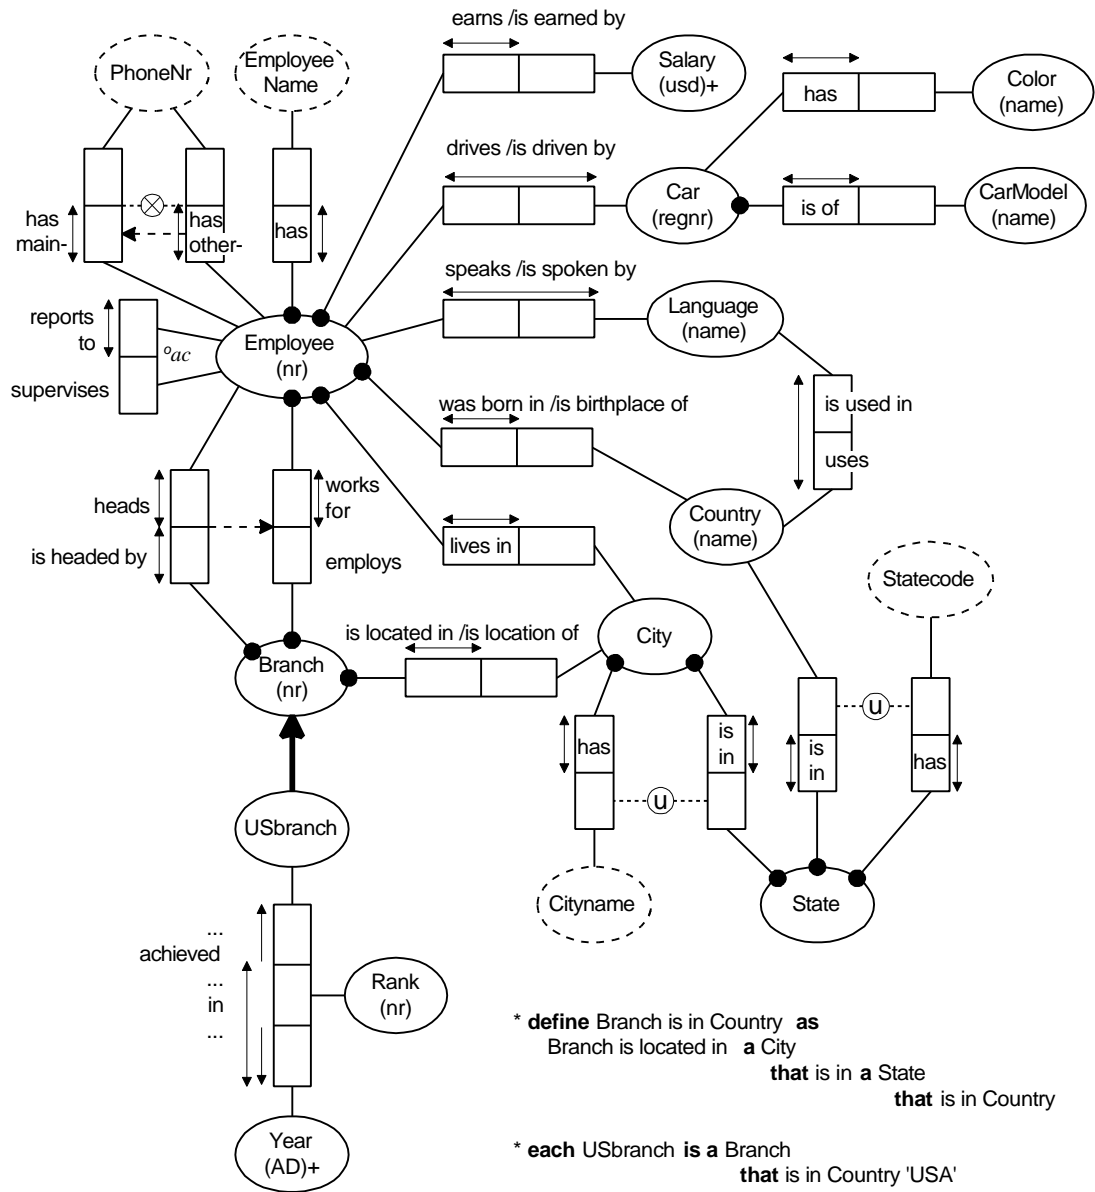 earns /is earned by
PhoneNr
Employee
Name
Salary
(usd)+
has
Color
(name)
drives /is driven by
Car
(regnr)
is of
CarModel
(name)
has
main-
has
other-
has
speaks /is spoken by
Language
(name)
reports
to
supervises
°ac
Employee
(nr)
was born in /is birthplace of
is used in
uses
heads
is headed by
works
for
employs
lives in
Country
(name)
Statecode
is located in /is location of
City
Branch
(nr)
has
is
in
u
is
in
u
has
USbranch
Cityname
State
...
achieved
...
in
...
Rank
(nr)
Year
(AD)+
* define Branch is in Country as
Branch is located in a City
that is in a State
that is in Country
* each USbranch is a Branch
that is in Country 'USA'